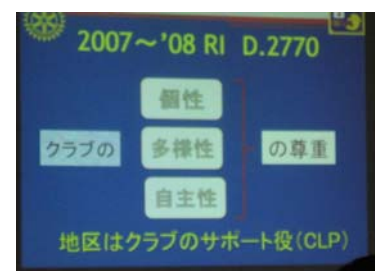 2007～'08 RI D.2770
個性
クラブの 多様性 の尊重
自主性
地区はクラブのサポート役(CLP)